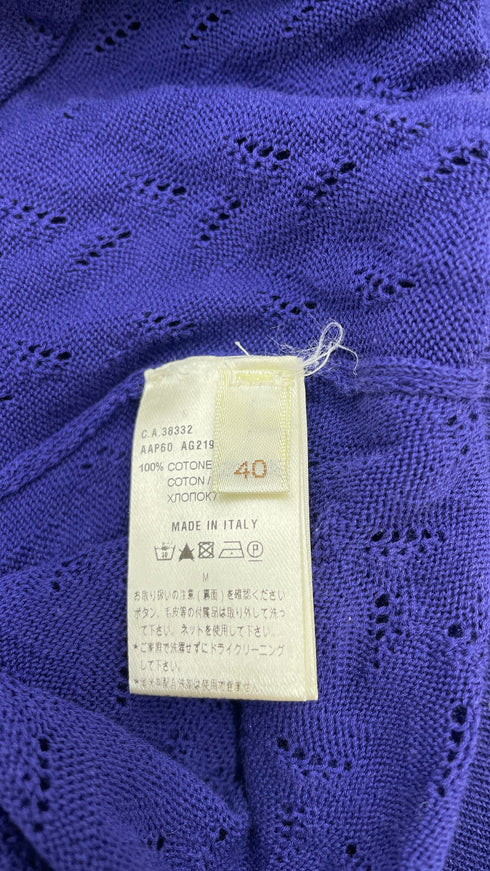 C.A.38332
AAP60 AG219
100% COTONE
COTON /
ХЛОПОК /
40
MADE IN ITALY
30
P
M
お取り扱いの注意(裏面)を確認ください
ボタン、毛皮等の付属品は取り外して洗っ
て下さい。ネットを使用して下さい。
*ご家庭で洗濯せずにドライクリーニング
して下さい。